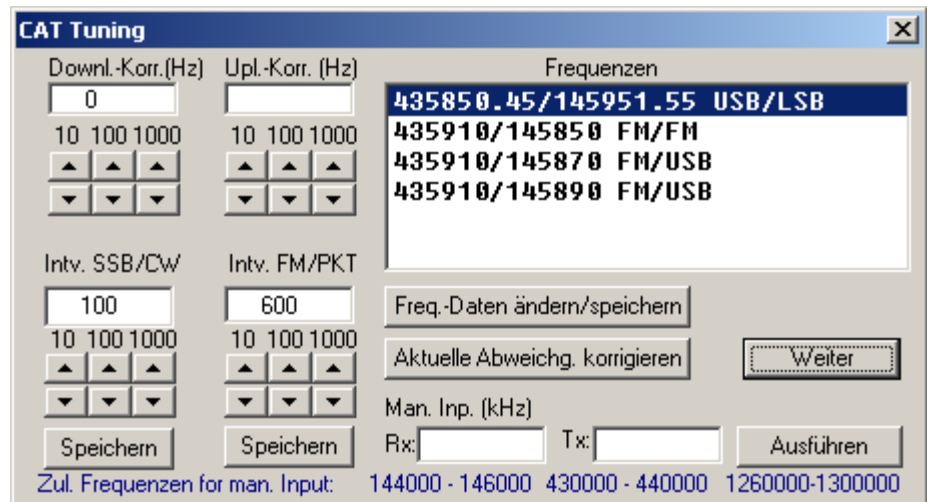 CAT Tuning
Downl.-Korr.(Hz)
0
10 100 1000
Upl.-Korr. (Hz)
10 100 1000
Frequenzen
435850.45/145951.55 USB/LSB
435910/145850 FM/FM
435910/145870 FM/USB
435910/145890 FM/USB
Intv. SSB/CW
100
10 100 1000
Speichern
Intv. FM/PKT
600
10 100 1000
Speichern
Freq.-Daten ändern/speichern
Aktuelle Abweichg. korrigieren
Weiter
Man. Inp. (kHz)
Rx:
Tx:
Ausführen
Zul. Frequenzen for man. Input: 144000 - 146000 430000 - 440000 1260000-1300000